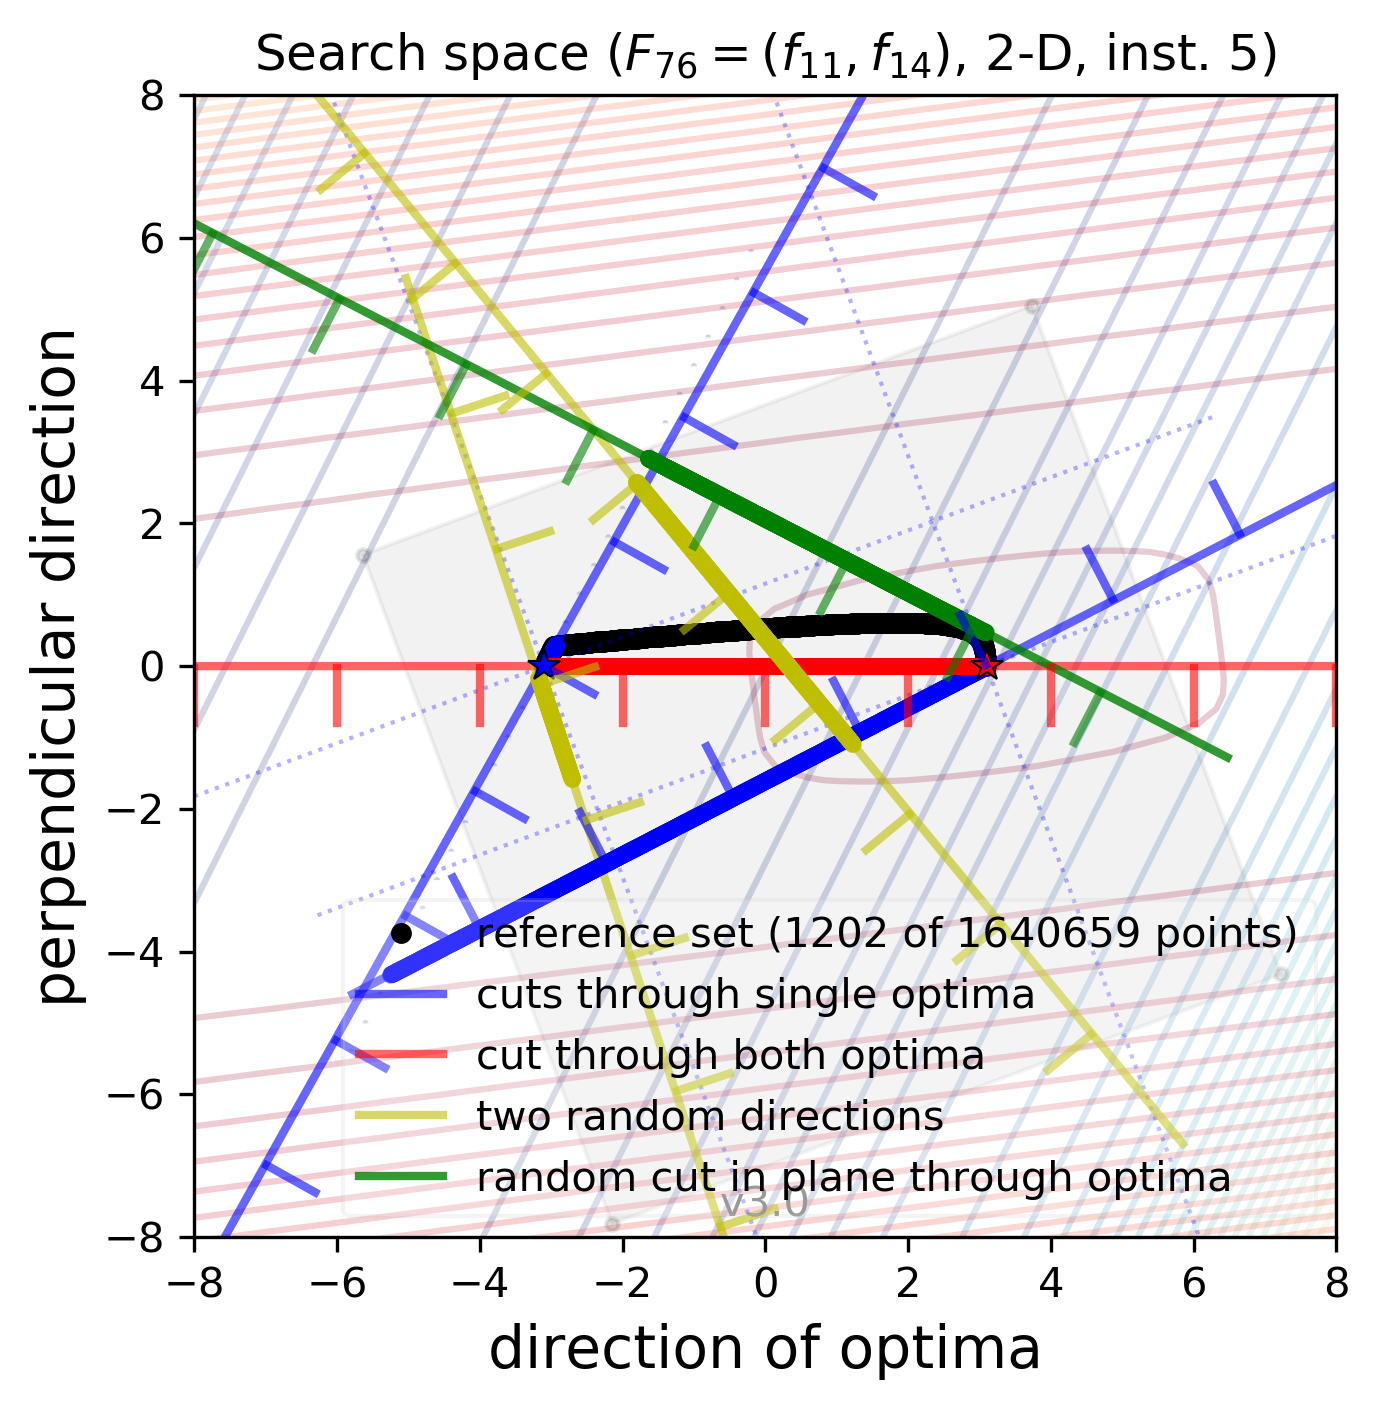 Search space (F₇₆ = (f₁₁, f₁₄), 2-D, inst. 5)
8
6
4
2
0
−2
−4
−6
−8
perpendicular direction
reference set (1202 of 1640659 points)
cuts through single optima
cut through both optima
two random directions
random cut in plane through optima
v3.0
−8 −6 −4 −2 0 2 4 6 8
direction of optima